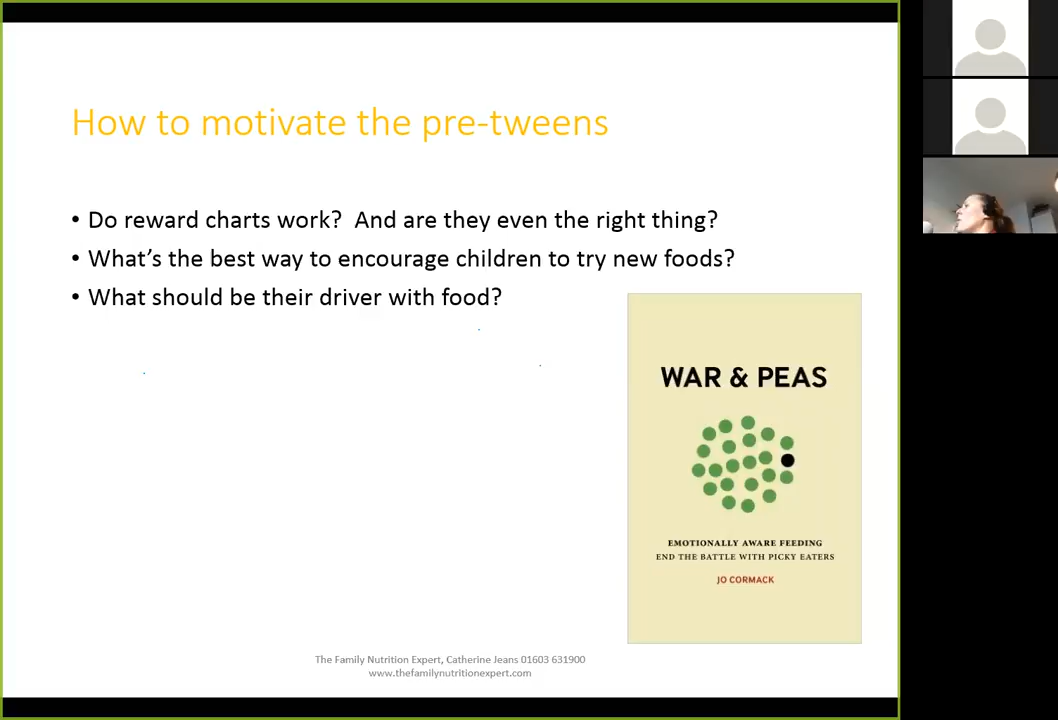 How to motivate the pre-tweens
• Do reward charts work?  And are they even the right thing?
• What’s the best way to encourage children to try new foods?
• What should be their driver with food?
WAR & PEAS
EMOTIONALLY AWARE FEEDING
END THE BATTLE WITH PICKY EATERS
JO CORMACK
The Family Nutrition Expert, Catherine Jeans 01603 631900
www.thefamilynutritionexpert.com